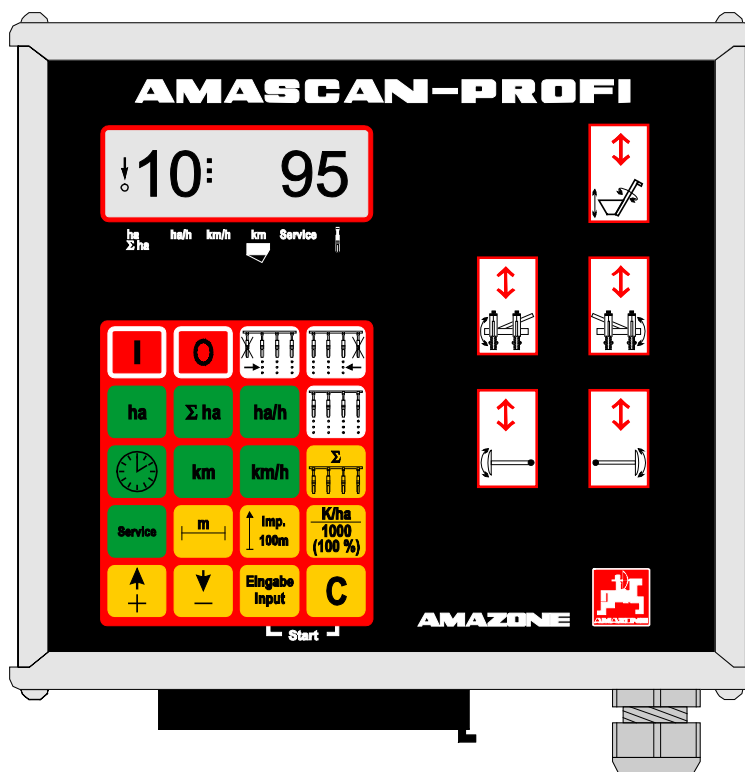 AMASCAN-PROFI
10 95
ha ha/h km/h km Service
Σ ha
I O
ha Σ ha ha/h
km km/h Σ
Service m Imp. 100m K/ha 1000 (100 %)
+ − Eingabe Input C
Start
AMAZONE
AMAZONE